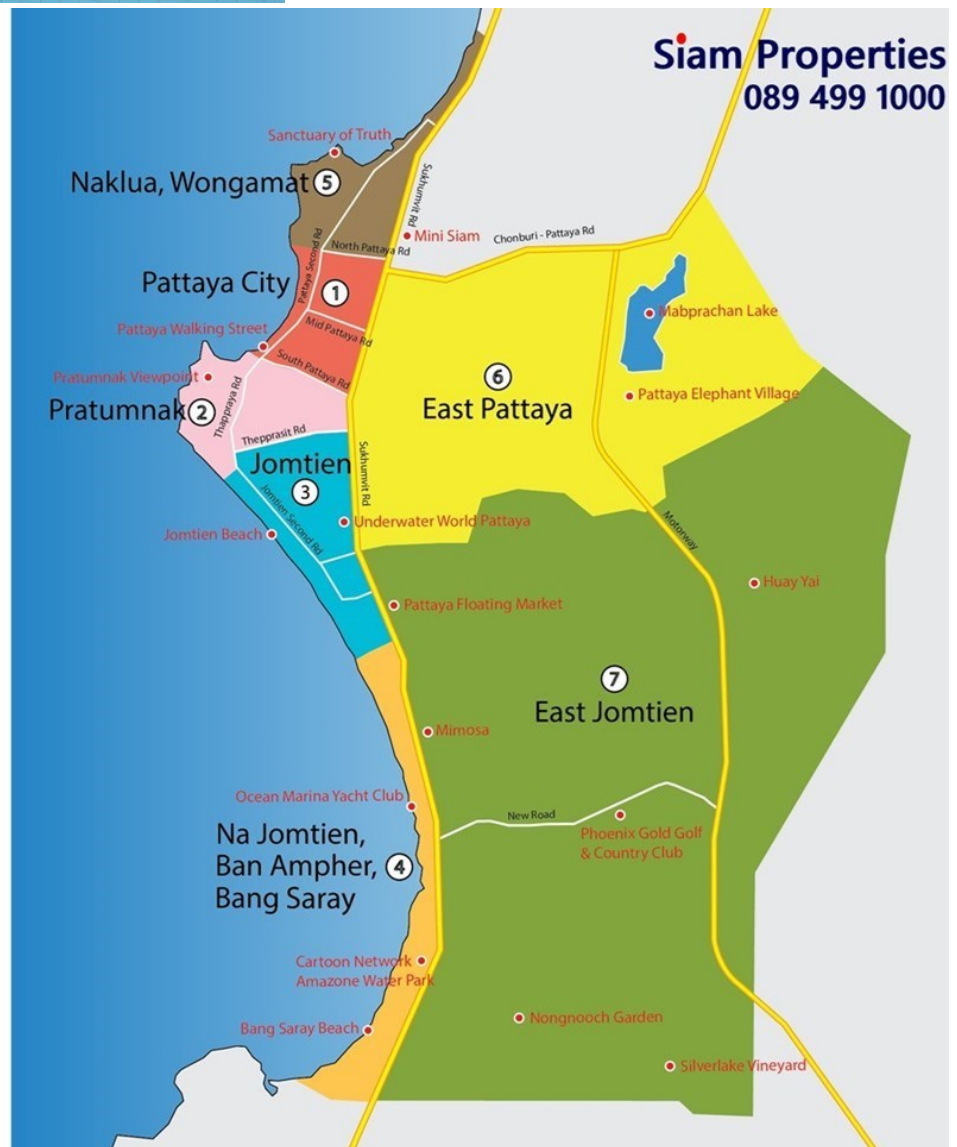 Siam Properties
089 499 1000
Sanctuary of Truth
Naklua, Wongamat 5
Sukhumvit Rd
Mini Siam
Chonburi - Pattaya Rd
North Pattaya Rd
Pattaya Second Rd
Pattaya City
1
Mabprachan Lake
Mid Pattaya Rd
Pattaya Walking Street
South Pattaya Rd
Pratumnak Viewpoint
6
East Pattaya
Pattaya Elephant Village
Pratumnak 2
Thappraya Rd
Thepprasit Rd
Jomtien
3
Sukhumvit Rd
Jomtien Second Rd
Underwater World Pattaya
Motorway
Jomtien Beach
Huay Yai
Pattaya Floating Market
7
East Jomtien
Mimosa
Ocean Marina Yacht Club
New Road
Phoenix Gold Golf
& Country Club
Na Jomtien,
Ban Ampher, 4
Bang Saray
Cartoon Network
Amazone Water Park
Nongnooch Garden
Bang Saray Beach
Silverlake Vineyard